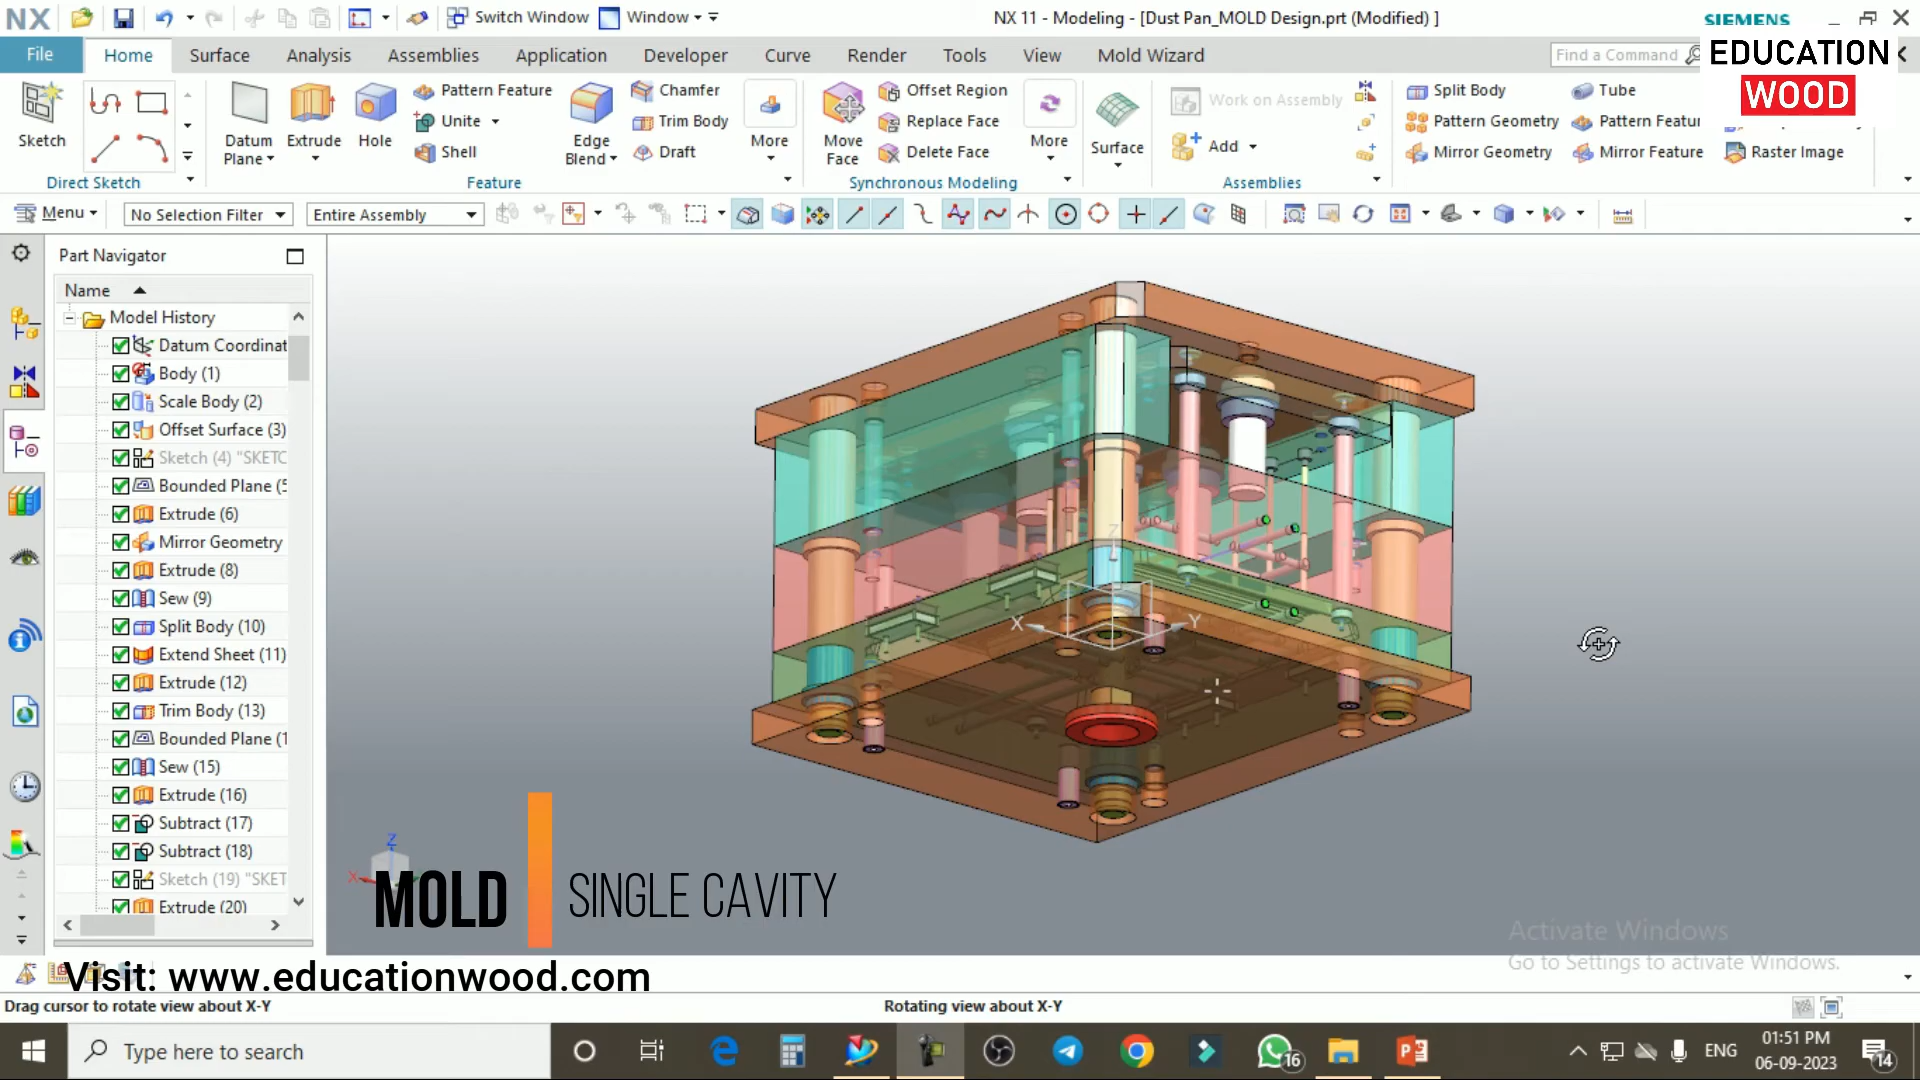 NX
Switch Window
Window
NX 11 - Modeling - [Dust Pan_MOLD Design.prt (Modified) ]
SIEMENS
File
Home
Surface
Analysis
Assemblies
Application
Developer
Curve
Render
Tools
View
Mold Wizard
Find a Command
EDUCATION
WOOD
Sketch
Datum
Plane
Extrude
Hole
Pattern Feature
Unite
Shell
Edge
Blend
Chamfer
Trim Body
Draft
More
Move
Face
Offset Region
Replace Face
Delete Face
More
Surface
Work on Assembly
Add
Split Body
Pattern Geometry
Mirror Geometry
Tube
Pattern Featur
Mirror Feature
Raster Image
Direct Sketch
Feature
Synchronous Modeling
Assemblies
Menu
No Selection Filter
Entire Assembly
Part Navigator
Name
Model History
Datum Coordinat
Body (1)
Scale Body (2)
Offset Surface (3)
Sketch (4) "SKETC
Bounded Plane (5
Extrude (6)
Mirror Geometry
Extrude (8)
Sew (9)
Split Body (10)
Extend Sheet (11)
Extrude (12)
Trim Body (13)
Bounded Plane (1
Sew (15)
Extrude (16)
Subtract (17)
Subtract (18)
Sketch (19) "SKET
Extrude (20)
Z
X
Y
Z
X
MOLD
SINGLE CAVITY
Activate Windows
Go to Settings to activate Windows.
Visit: www.educationwood.com
Drag cursor to rotate view about X-Y
Rotating view about X-Y
Type here to search
16
ENG
01:51 PM
06-09-2023
14